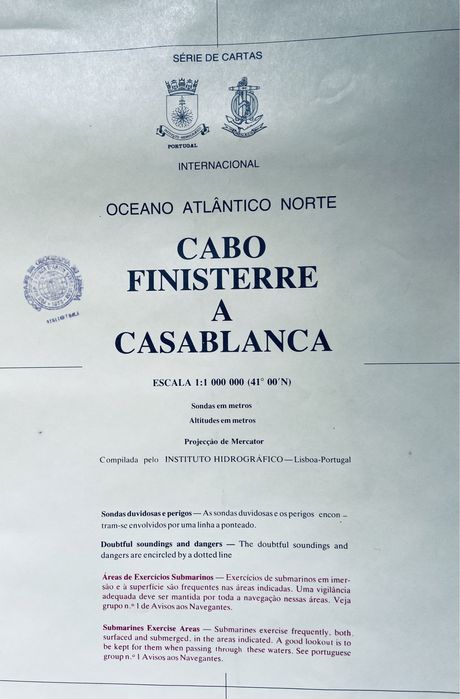 SÉRIE DE CARTAS
INSTITUTO HIDROGRÁFICO
PORTUGAL
INTERNACIONAL
OCEANO ATLÂNTICO NORTE
CABO
FINISTERRE
A
CASABLANCA
ESCALA 1:1 000 000 (41° 00′N)
Sondas em metros
Altitudes em metros
Projecção de Mercator
Compilada pelo INSTITUTO HIDROGRÁFICO — Lisboa-Portugal
Sondas duvidosas e perigos — As sondas duvidosas e os perigos encon –
tram-se envolvidos por uma linha a ponteado.
Doubtful soundings and dangers — The doubtful soundings and
dangers are encircled by a dotted line
Áreas de Exercícios Submarinos — Exercícios de submarinos em imer-
são e à superfície são frequentes nas áreas indicadas. Uma vigilância
adequada deve ser mantida por toda a navegação nessas áreas. Veja
grupo n.º 1 de Avisos aos Navegantes.
Submarines Exercise Areas — Submarines exercise frequently, both
surfaced and submerged, in the areas indicated. A good lookout is to
be kept for them when passing through these waters. See portuguese
group n.º 1 Avisos aos Navegantes.